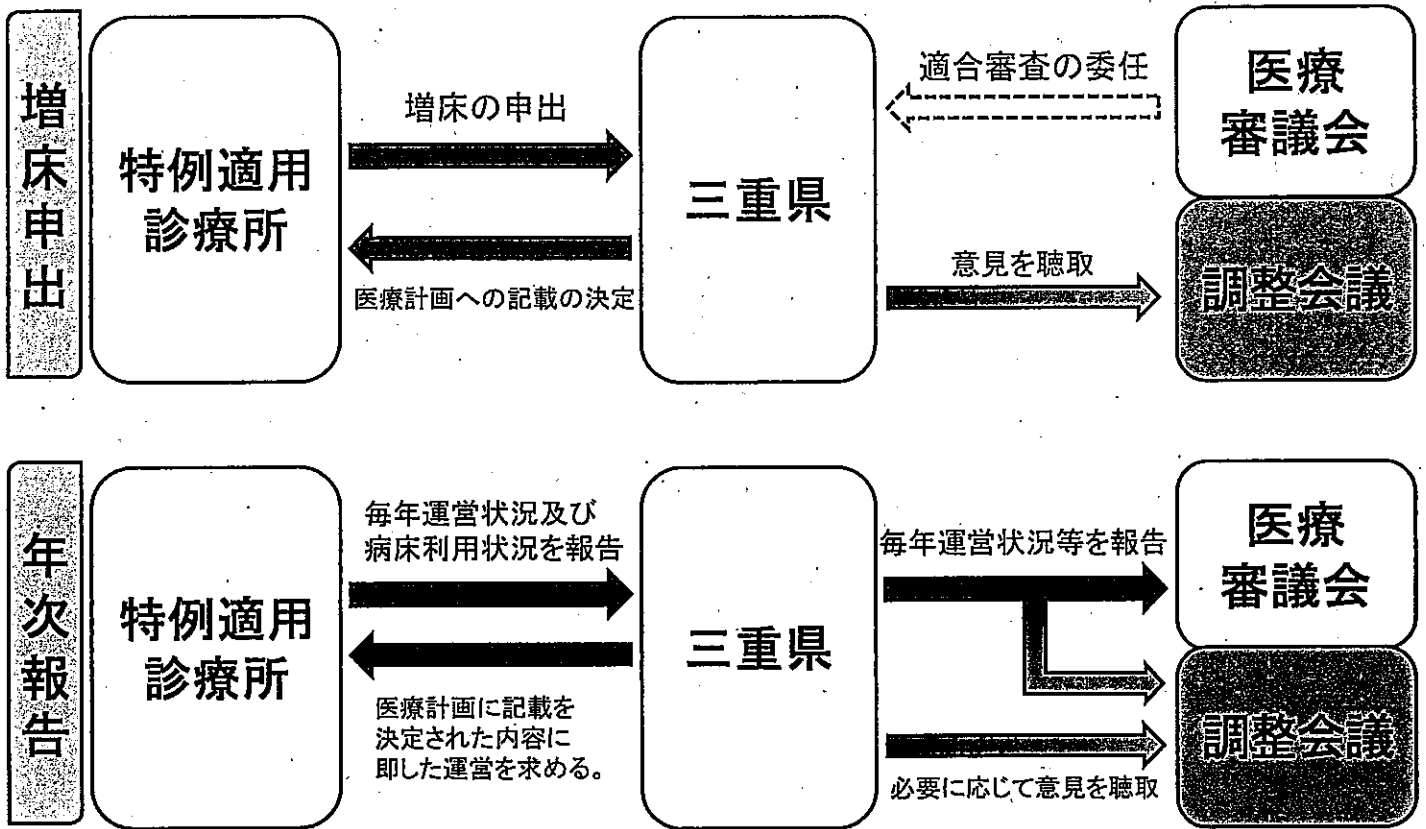 増床申出
特例適用
診療所
増床の申出
医療計画への記載の決定
三重県
適合審査の委任
意見を聴取
医療
審議会
調整会議
年次報告
特例適用
診療所
毎年運営状況及び
病床利用状況を報告
医療計画に記載を
決定された内容に
即した運営を求める。
三重県
毎年運営状況等を報告
必要に応じて意見を聴取
医療
審議会
調整会議